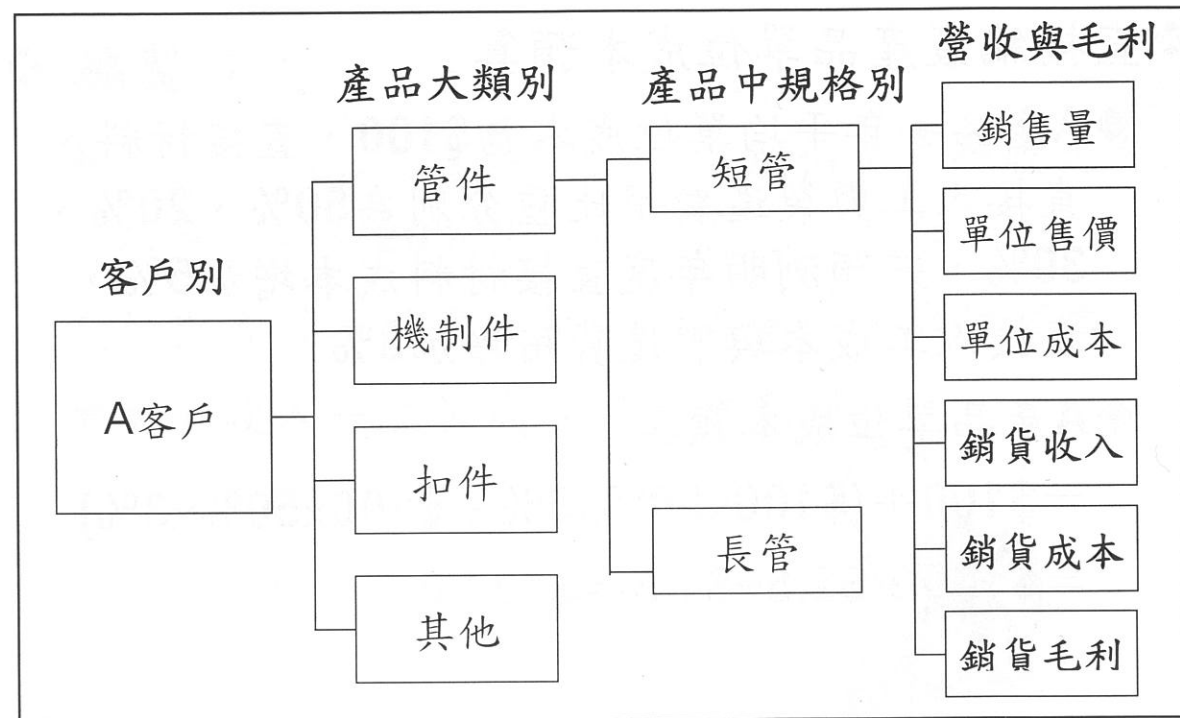 營收與毛利
產品大類別
產品中規格別
銷售量
管件
短管
單位售價
客戶別
機制件
單位成本
A客戶
銷貨收入
扣件
長管
銷貨成本
其他
銷貨毛利